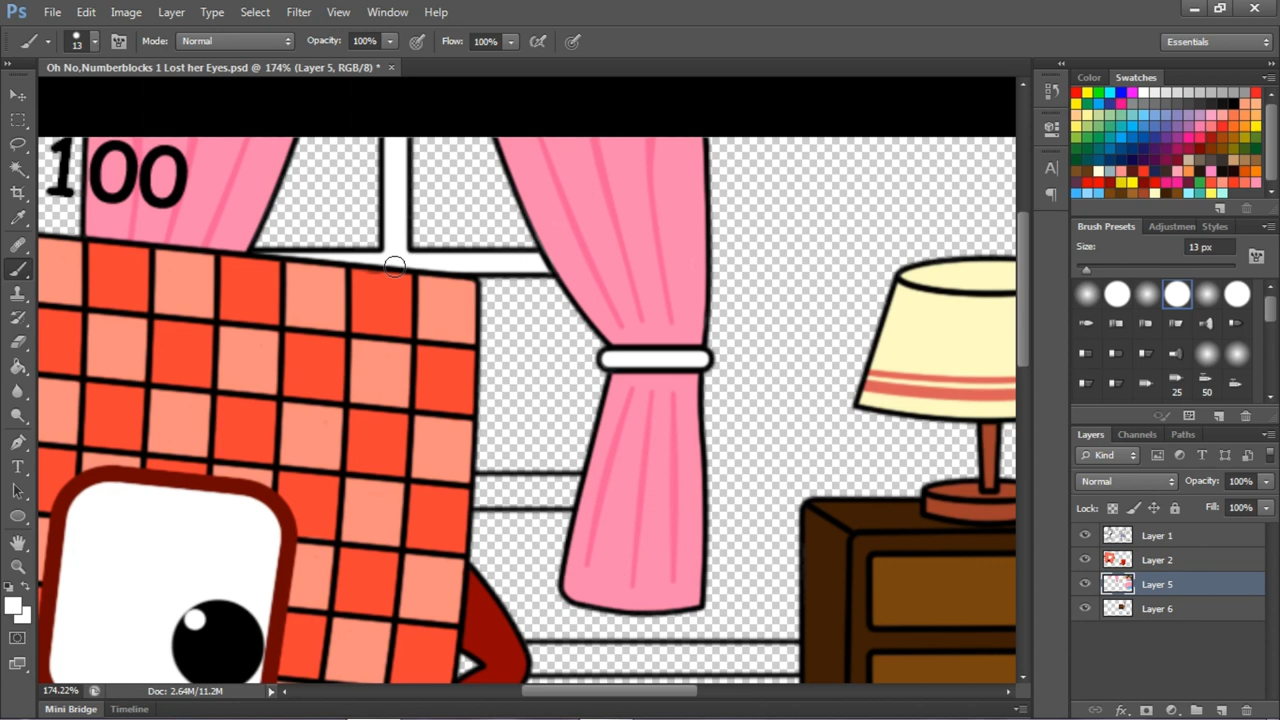 Ps File Edit Image Layer Type Select Filter View Window Help
13 Mode: Normal Opacity: 100% Flow: 100% Essentials
Oh No,Numberblocks 1 Lost her Eyes.psd @ 174% (Layer 5, RGB/8) * ×
Color Swatches
100
Brush Presets Adjustmen Styles
Size: 13 px
25 50
Layers Channels Paths
Kind
Normal Opacity: 100%
Lock: Fill: 100%
Layer 1
Layer 2
Layer 5
Layer 6
174.22% Doc: 2.64M/11.2M
Mini Bridge Timeline